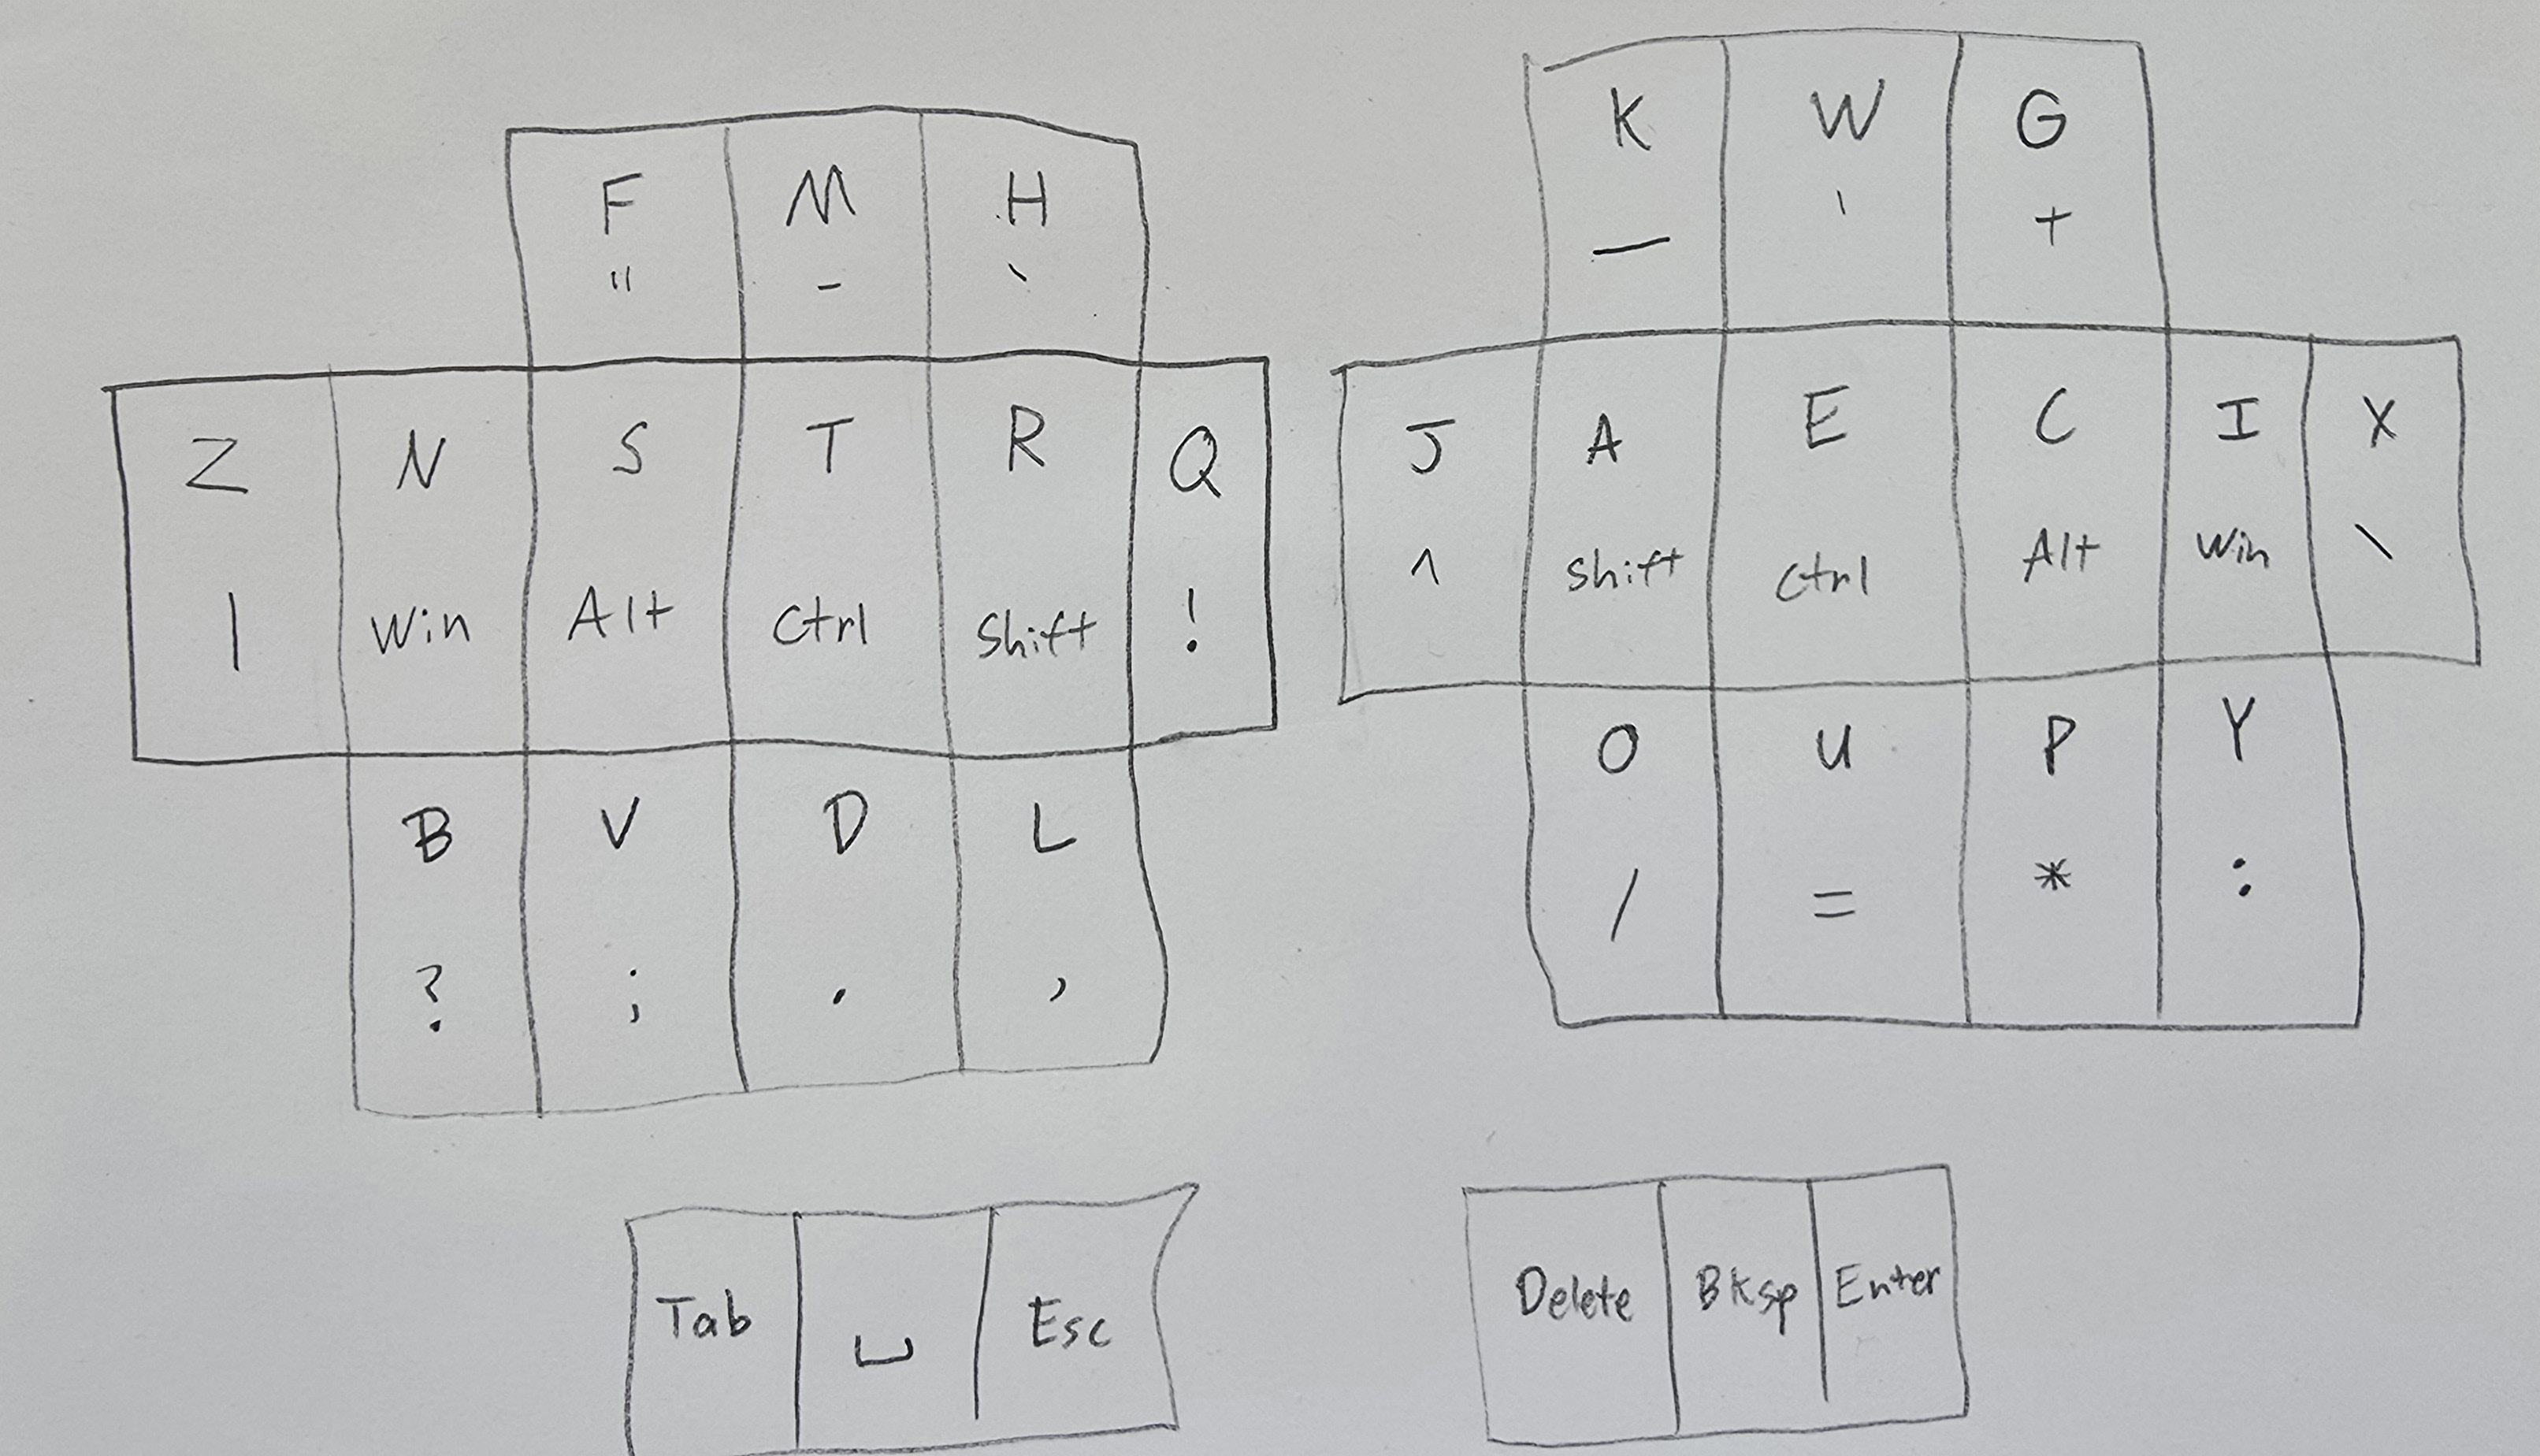 F M H
" - `
Z N S T R Q
| Win Alt Ctrl Shift !
B V D L
? ; . ,
Tab ␣ Esc
K W G
_ ' +
J A E C I X
^ Shift Ctrl Alt Win \
O U P Y
/ = * :
Delete Bksp Enter